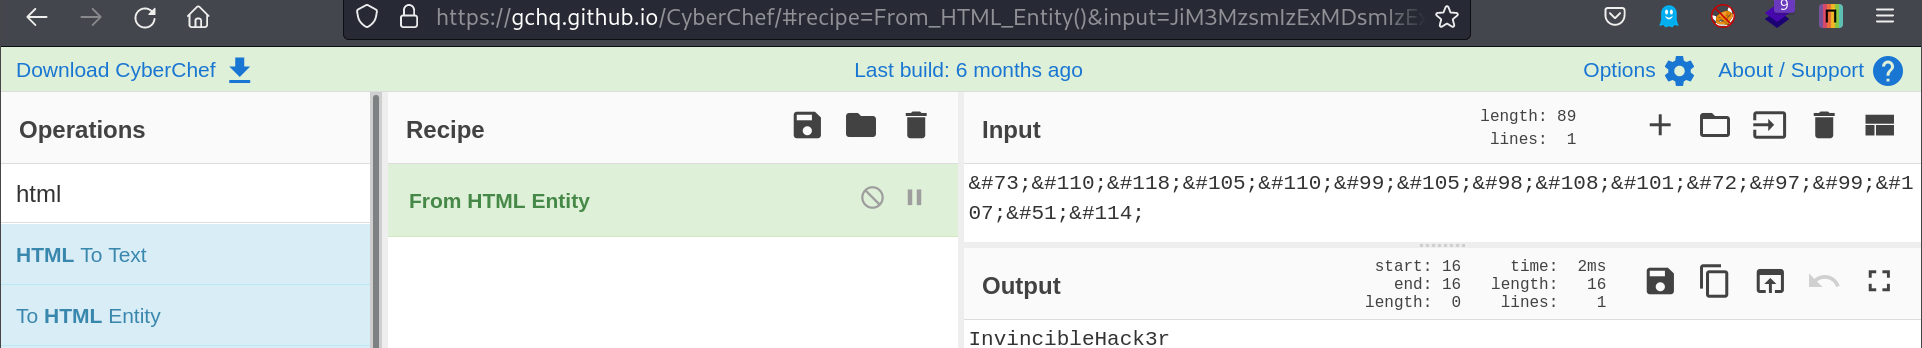 https://gchq.github.io/CyberChef/#recipe=From_HTML_Entity()&input=JiM3MzsmIzExMDsmIzE
9
Download CyberChef
Last build: 6 months ago
Options
About / Support
Operations
Recipe
Input
length: 89
lines: 1
html
From HTML Entity
&#73;&#110;&#118;&#105;&#110;&#99;&#105;&#98;&#108;&#101;&#72;&#97;&#99;&#1
07;&#51;&#114;
HTML To Text
To HTML Entity
Output
start: 16 time: 2ms
end: 16 length: 16
length: 0 lines: 1
InvincibleHack3r